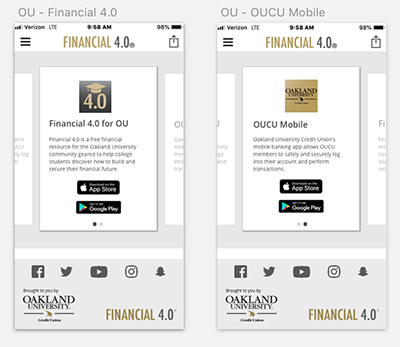 OU - Financial 4.0
Verizon LTE 9:58 AM 98%
FINANCIAL 4.0®
4.0
Financial 4.0 for OU
Financial 4.0 is a free financial
resource for the Oakland University
community geared to help college
students discover how to build and
secure their financial future.
Download on the
App Store
GET IT ON
Google Play
Brought to you by
OAKLAND
UNIVERSITY
Credit Union
FINANCIAL 4.0®
OU - OUCU Mobile
Verizon LTE 9:58 AM 98%
FINANCIAL 4.0®
OAKLAND
UNIVERSITY
Credit Union
OUCU Mobile
Oakland University Credit Union's
mobile banking app allows OUCU
members to safely and securely log
into their account and perform
transactions.
Download on the
App Store
GET IT ON
Google Play
Brought to you by
OAKLAND
UNIVERSITY
Credit Union
FINANCIAL 4.0®